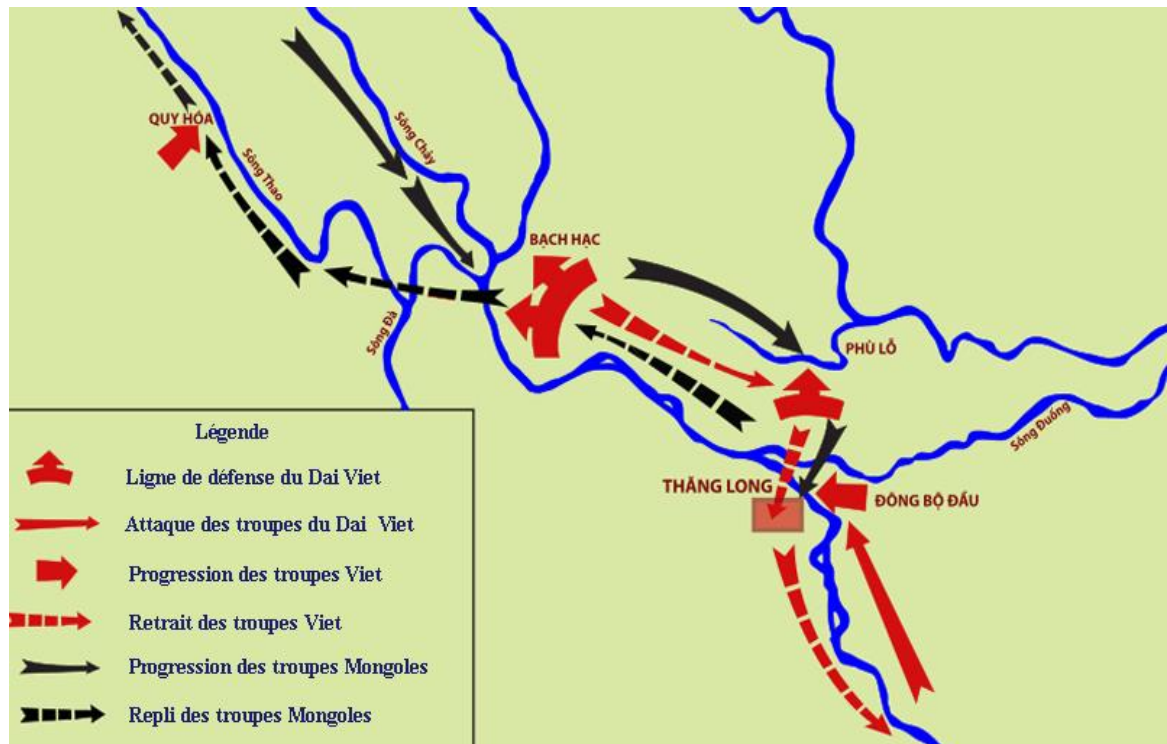 QUY HÓA
Sông Chảy
Sông Thao
BẠCH HẠC
Sông Đà
PHÙ LỖ
Sông Đuống
THĂNG LONG
ĐÔNG BỘ ĐẦU
Légende
Ligne de défense du Dai Viet
Attaque des troupes du Dai Viet
Progression des troupes Viet
Retrait des troupes Viet
Progression des troupes Mongoles
Repli des troupes Mongoles